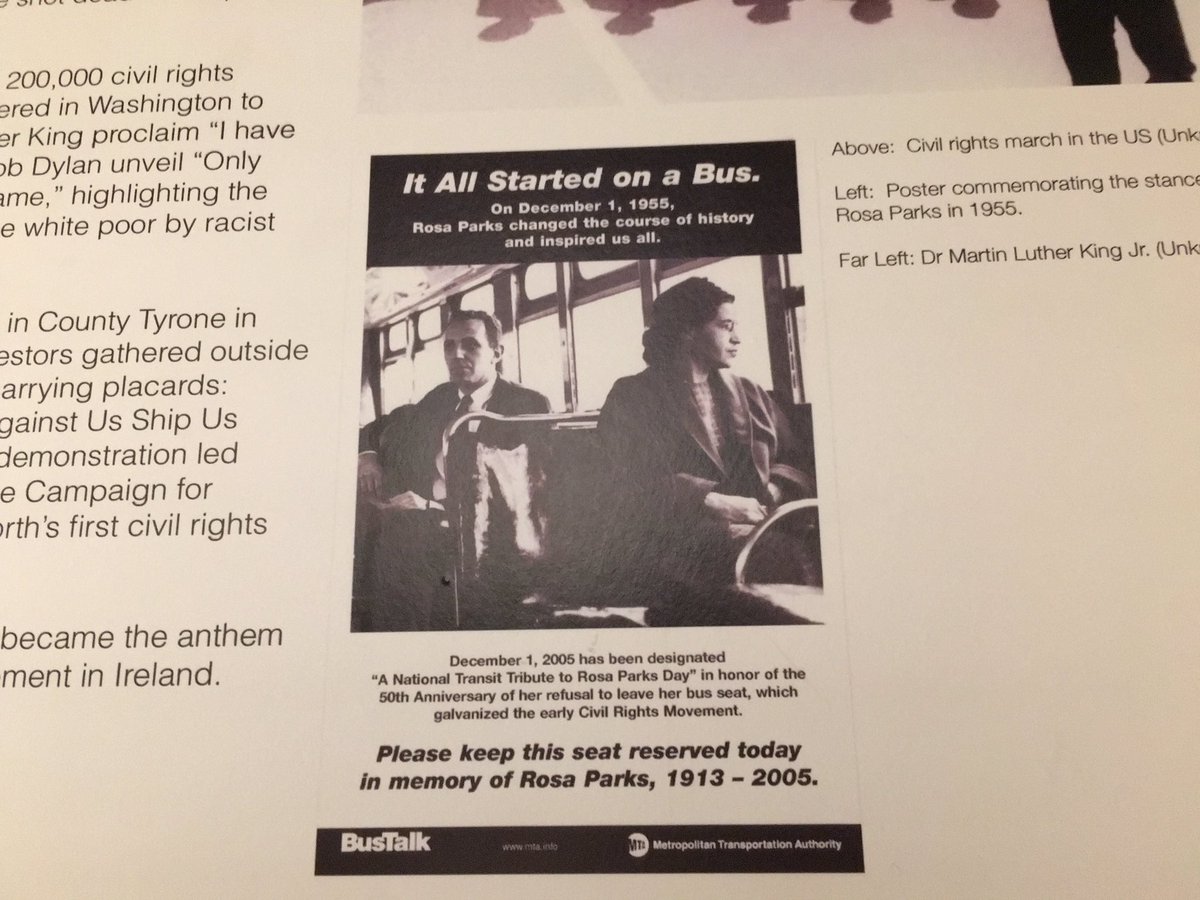 200,000 civil rights
ered in Washington to
er King proclaim “I have
ob Dylan unveil “Only
ame,” highlighting the
e white poor by racist
in County Tyrone in
estors gathered outside
arrying placards:
gainst Us Ship Us
demonstration led
e Campaign for
orth’s first civil rights
became the anthem
ment in Ireland.
It All Started on a Bus.
On December 1, 1955,
Rosa Parks changed the course of history
and inspired us all.
December 1, 2005 has been designated
“A National Transit Tribute to Rosa Parks Day” in honor of the
50th Anniversary of her refusal to leave her bus seat, which
galvanized the early Civil Rights Movement.
Please keep this seat reserved today
in memory of Rosa Parks, 1913 – 2005.
BusTalk
www.mta.info
MTA Metropolitan Transportation Authority
Above: Civil rights march in the US (Unk
Left: Poster commemorating the stance
Rosa Parks in 1955.
Far Left: Dr Martin Luther King Jr. (Unk